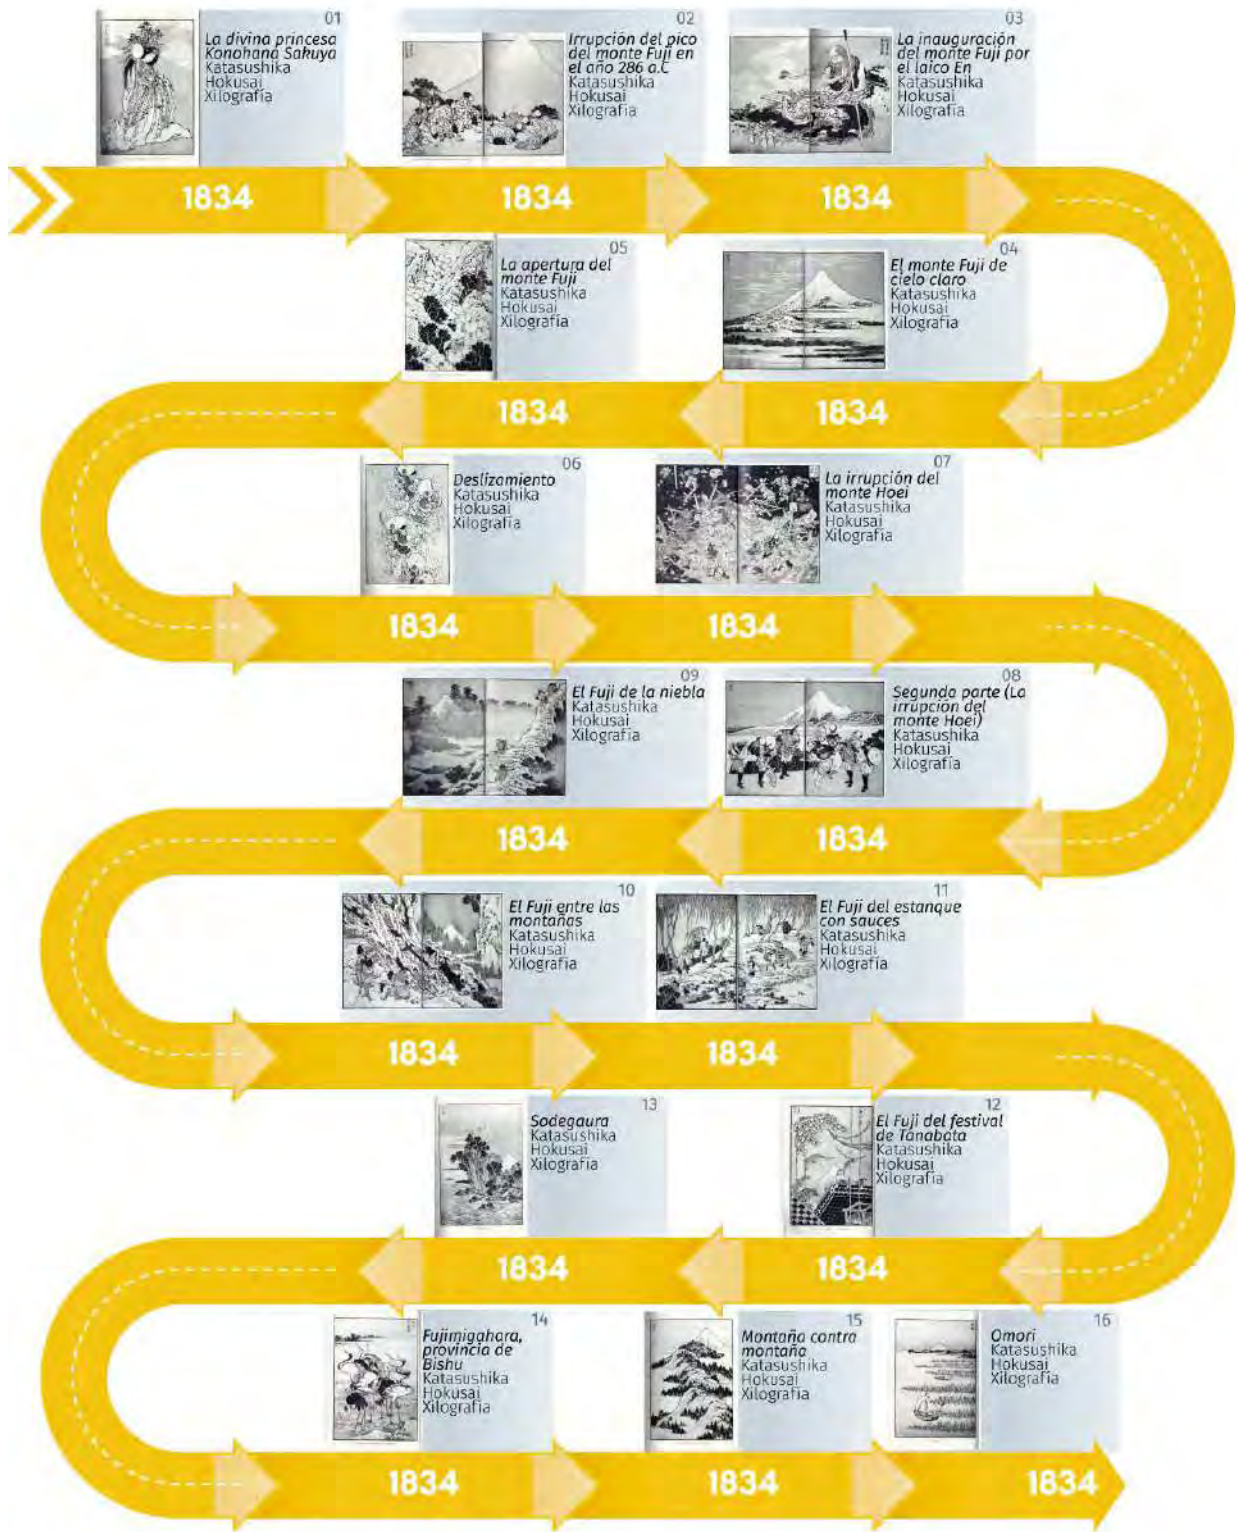 01
La divina princesa
Konohana Sakuya
Katasushika
Hokusai
Xilografía
02
Irrupción del pico
del monte Fuji en
el año 286 a.C
Katasushika
Hokusai
Xilografía
03
La inauguración
del monte Fuji por
el laico En
Katasushika
Hokusai
Xilografía
1834
1834
1834
04
El monte Fuji de
cielo claro
Katasushika
Hokusai
Xilografía
05
La apertura del
monte Fuji
Katasushika
Hokusai
Xilografía
1834
1834
06
Deslizamiento
Katasushika
Hokusai
Xilografía
07
La irrupción del
monte Hoei
Katasushika
Hokusai
Xilografía
1834
1834
08
Segunda parte (La
irrupción del
monte Hoei)
Katasushika
Hokusai
Xilografía
09
El Fuji de la niebla
Katasushika
Hokusai
Xilografía
1834
1834
10
El Fuji entre las
montañas
Katasushika
Hokusai
Xilografía
11
El Fuji del estanque
con sauces
Katasushika
Hokusai
Xilografía
1834
1834
12
El Fuji del festival
de Tanabata
Katasushika
Hokusai
Xilografía
13
Sodegaura
Katasushika
Hokusai
Xilografía
1834
1834
14
Fujimigahara,
provincia de
Bishu
Katasushika
Hokusai
Xilografía
15
Montaña contra
montaña
Katasushika
Hokusai
Xilografía
16
Omori
Katasushika
Hokusai
Xilografía
1834
1834
1834